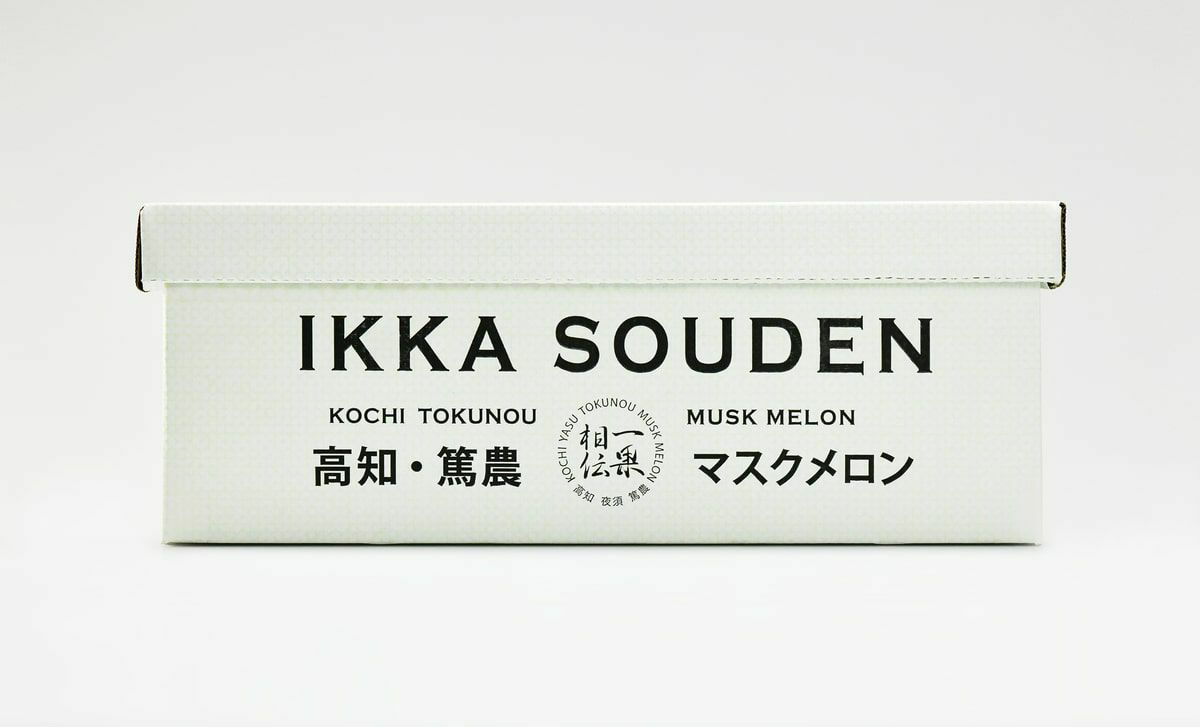 IKKA SOUDEN
KOCHI TOKUNOU
高知・篤農
KOCHI YASU TOKUNOU MUSK MELON
一果
相伝
高知 夜須 篤農
MUSK MELON
マスクメロン